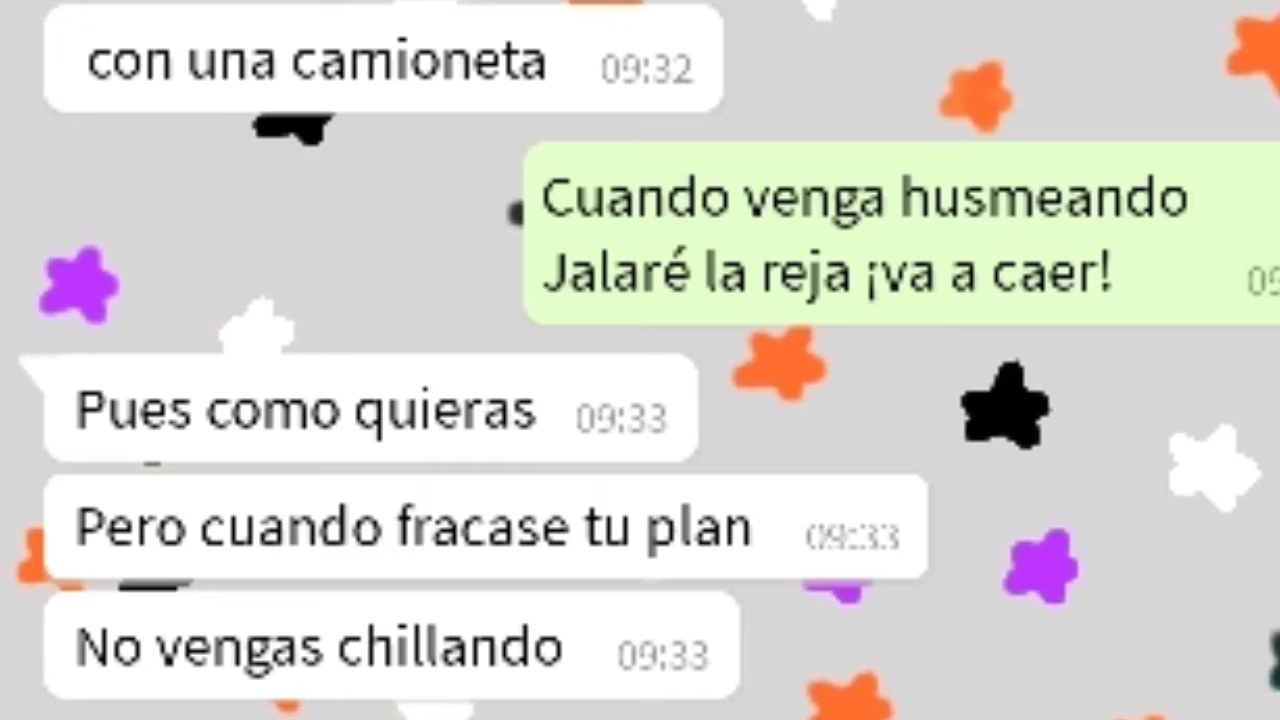 con una camioneta 09:32
Cuando venga husmeando
Jalaré la reja ¡va a caer!
Pues como quieras 09:33
Pero cuando fracase tu plan 09:33
No vengas chillando 09:33